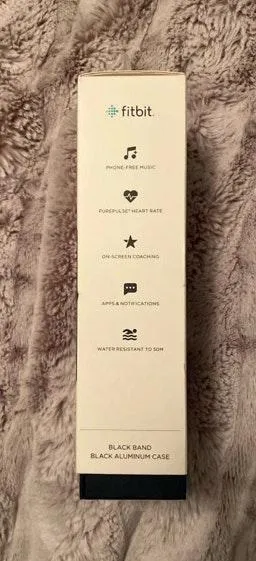 fitbit.
PHONE-FREE MUSIC
PUREPULSE® HEART RATE
ON-SCREEN COACHING
APPS & NOTIFICATIONS
WATER RESISTANT TO 50M
BLACK BAND
BLACK ALUMINUM CASE